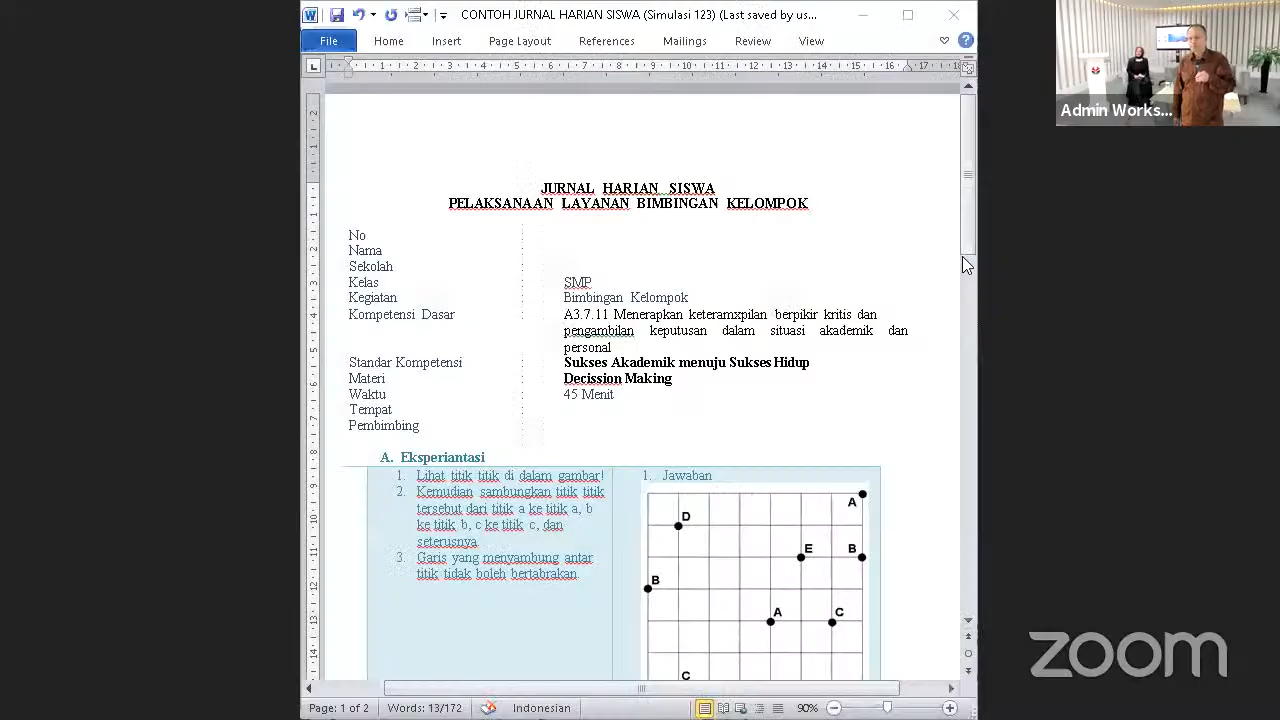 CONTOH JURNAL HARIAN SISWA (Simulasi 123) (Last saved by us...
File Home Insert Page Layout References Mailings Review View
Admin Works...
JURNAL HARIAN SISWA
PELAKSANAAN LAYANAN BIMBINGAN KELOMPOK
No :
Nama :
Sekolah :
Kelas : SMP
Kegiatan : Bimbingan Kelompok
Kompetensi Dasar : A3.7.11 Menerapkan keteramxpilan berpikir kritis dan
pengambilan keputusan dalam situasi akademik dan
personal
Standar Kompetensi : Sukses Akademik menuju Sukses Hidup
Materi : Decission Making
Waktu : 45 Menit
Tempat :
Pembimbing :
A. Eksperiantasi
1. Lihat titik titik di dalam gambar!
2. Kemudian sambungkan titik titik
tersebut dari titik a ke titik a, b
ke titik b, c ke titik c, dan
seterusnya.
3. Garis yang menyambung antar
titik tidak boleh bertabrakan.
1. Jawaban
A
D
E B
B
A C
C
zoom
Page: 1 of 2 Words: 13/172 Indonesian 90%